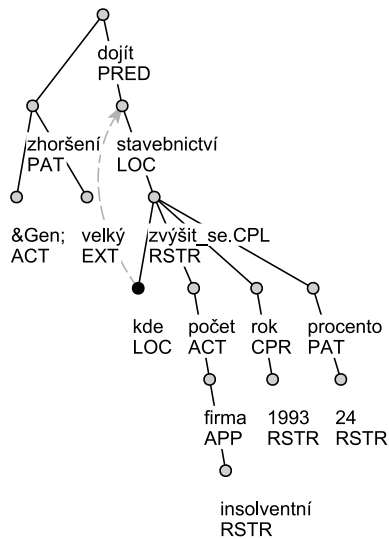 dojít
PRED
zhoršení
PAT
stavebnictví
LOC
&Gen;
ACT
velký
EXT
zvýšit_se.CPL
RSTR
kde
LOC
počet
ACT
rok
CPR
procento
PAT
firma
APP
1993
RSTR
24
RSTR
insolventní
RSTR